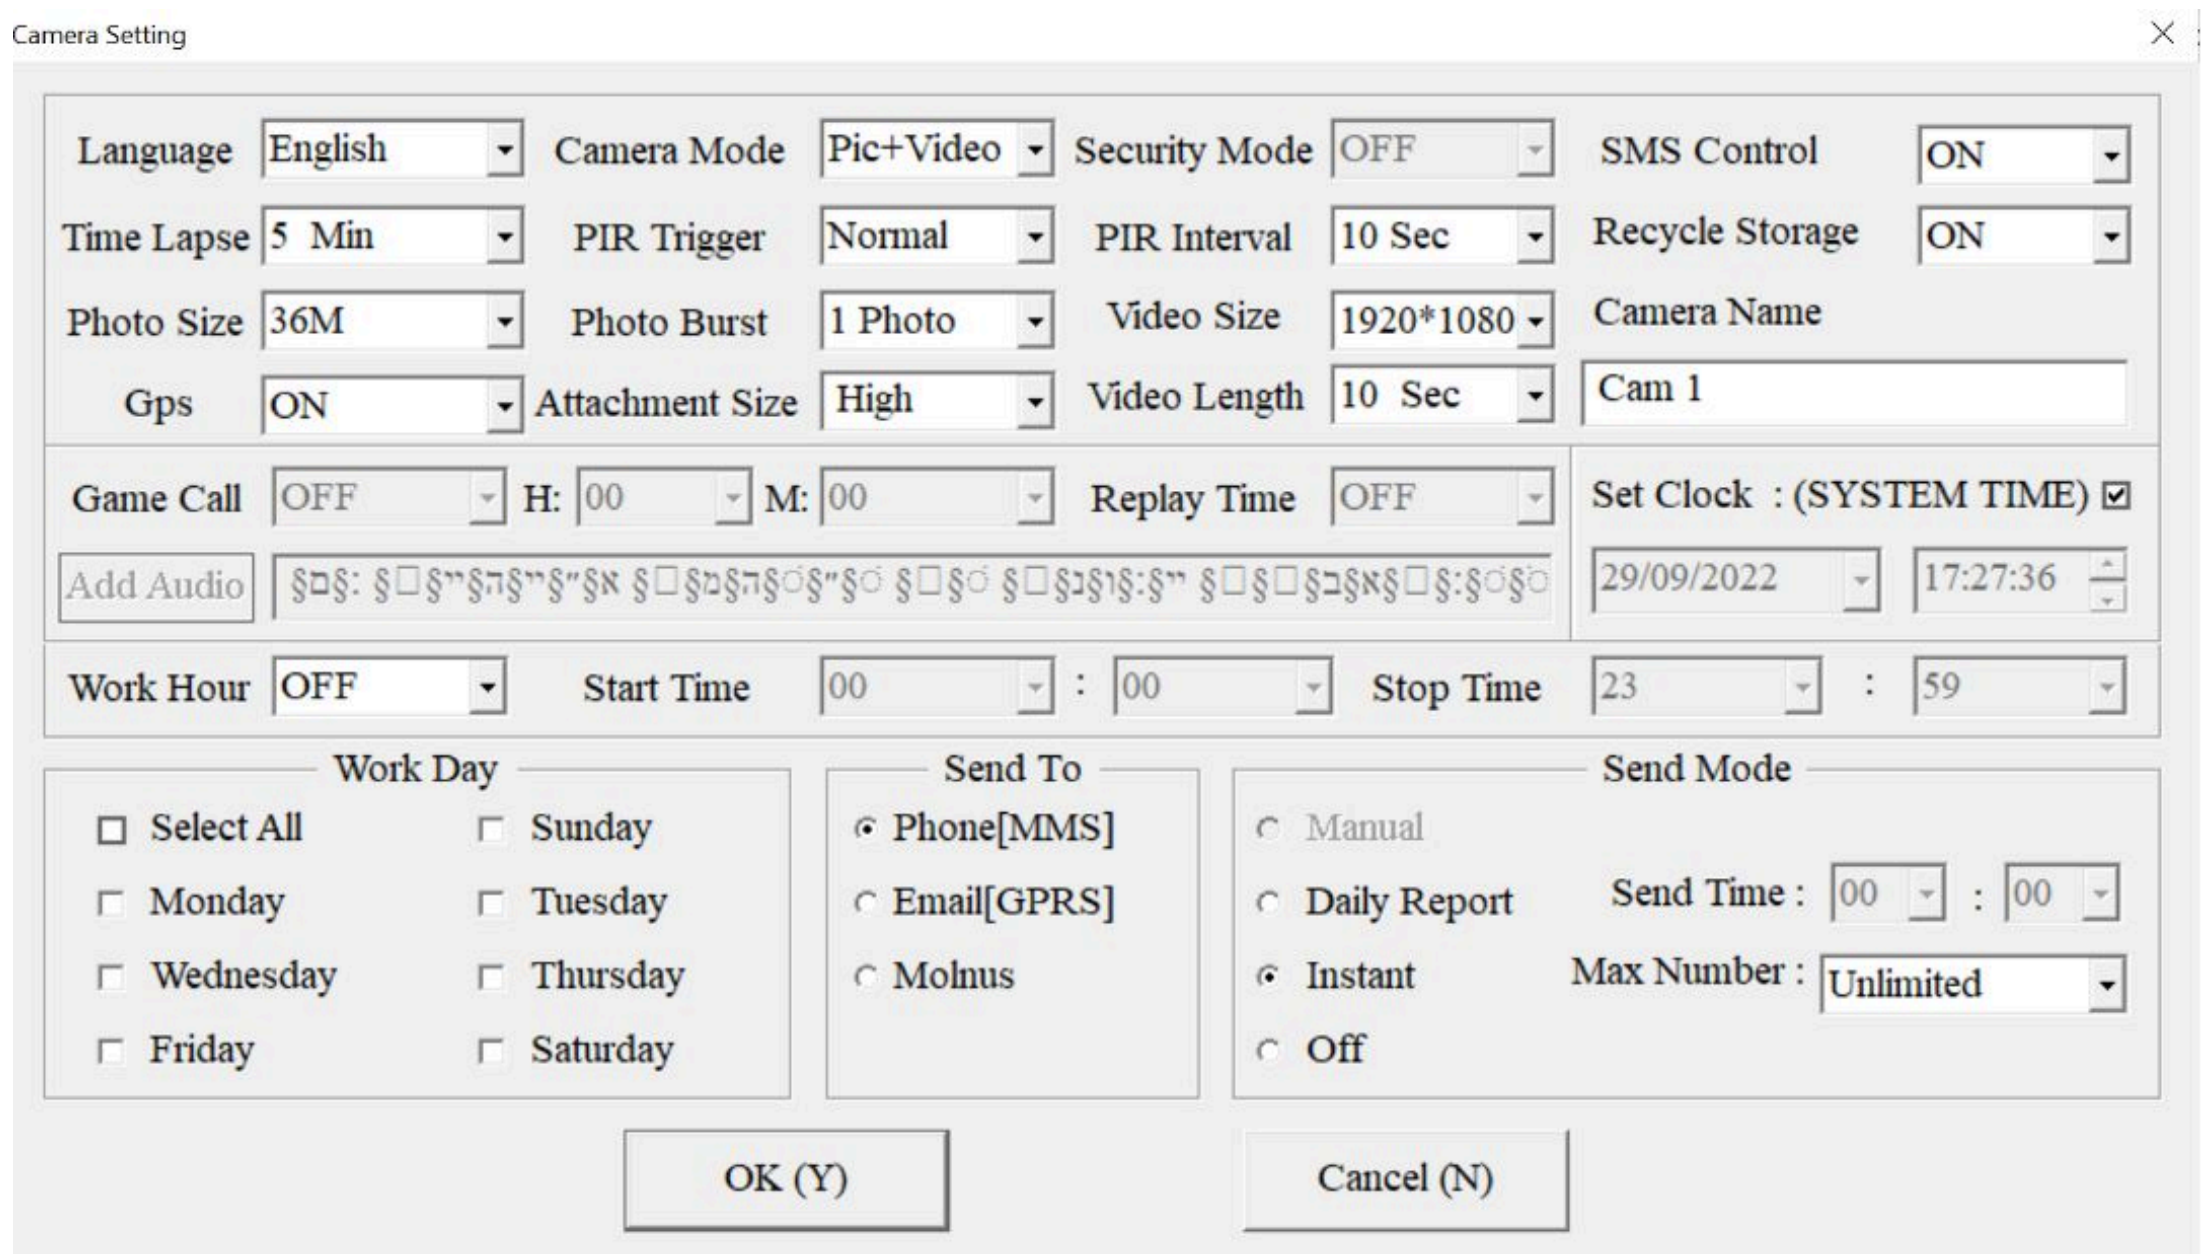 Camera Setting
Language English Camera Mode Pic+Video Security Mode OFF SMS Control ON
Time Lapse 5 Min PIR Trigger Normal PIR Interval 10 Sec Recycle Storage ON
Photo Size 36M Photo Burst 1 Photo Video Size 1920*1080 Camera Name
Gps ON Attachment Size High Video Length 10 Sec Cam 1
Game Call OFF H: 00 M: 00 Replay Time OFF Set Clock : (SYSTEM TIME)
Add Audio 29/09/2022 17:27:36
Work Hour OFF Start Time 00 : 00 Stop Time 23 : 59
Work Day Send To Send Mode
Select All Sunday Phone[MMS] Manual
Monday Tuesday Email[GPRS] Daily Report Send Time : 00 : 00
Wednesday Thursday Molnus Instant Max Number : Unlimited
Friday Saturday Off
OK (Y) Cancel (N)